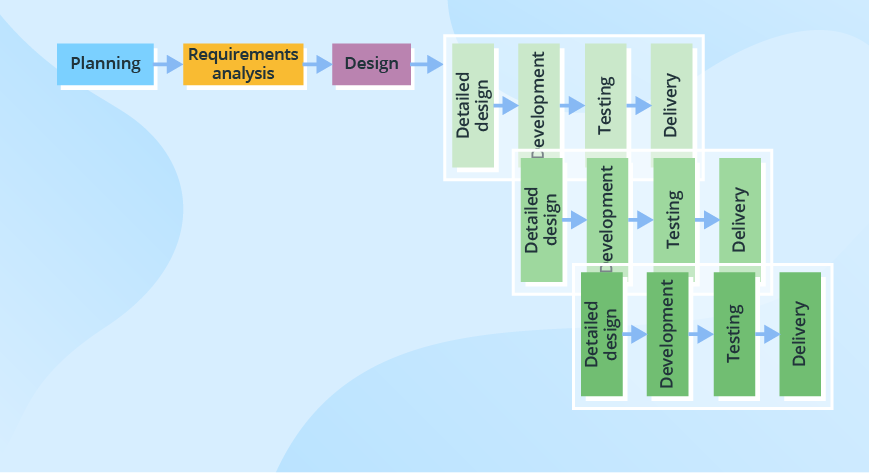 Planning
Requirements
analysis
Design
Detailed
design
Development
Testing
Delivery
Detailed
design
Development
Testing
Delivery
Detailed
design
Development
Testing
Delivery